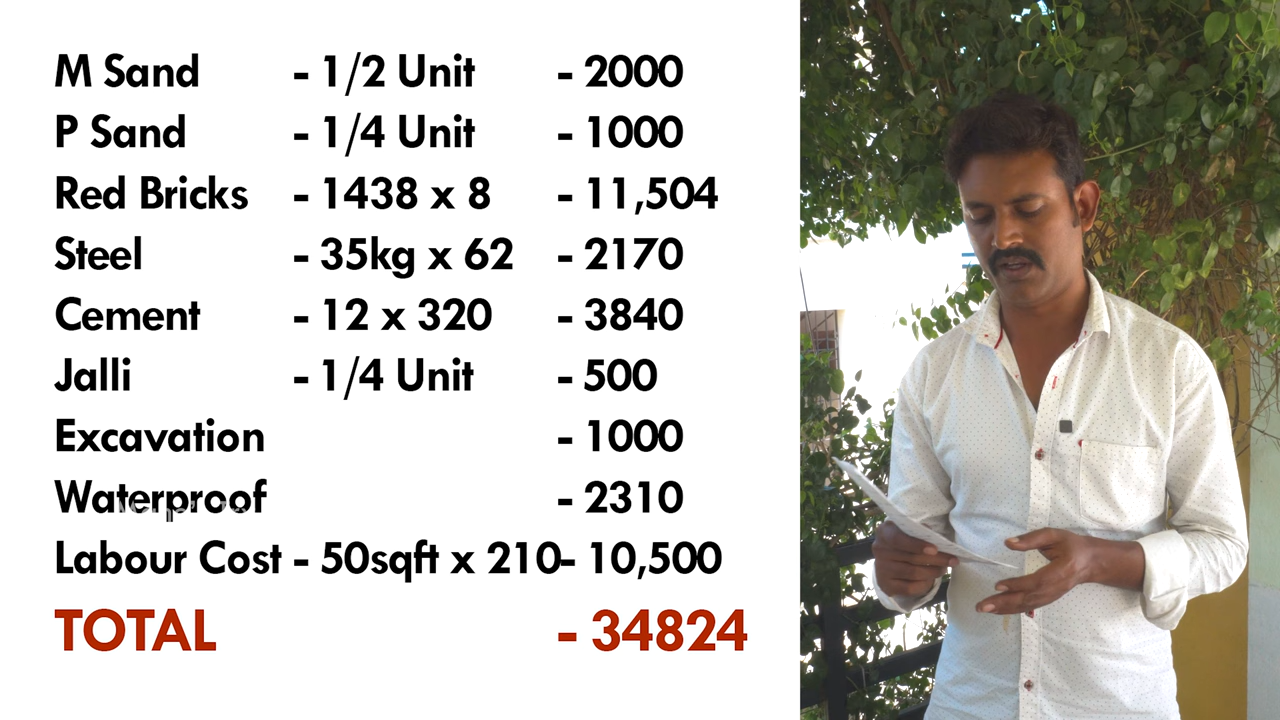 M Sand - 1/2 Unit - 2000
P Sand - 1/4 Unit - 1000
Red Bricks - 1438 x 8 - 11,504
Steel - 35kg x 62 - 2170
Cement - 12 x 320 - 3840
Jalli - 1/4 Unit - 500
Excavation - 1000
Waterproof - 2310
Labour Cost - 50sqft x 210- 10,500
TOTAL - 34824